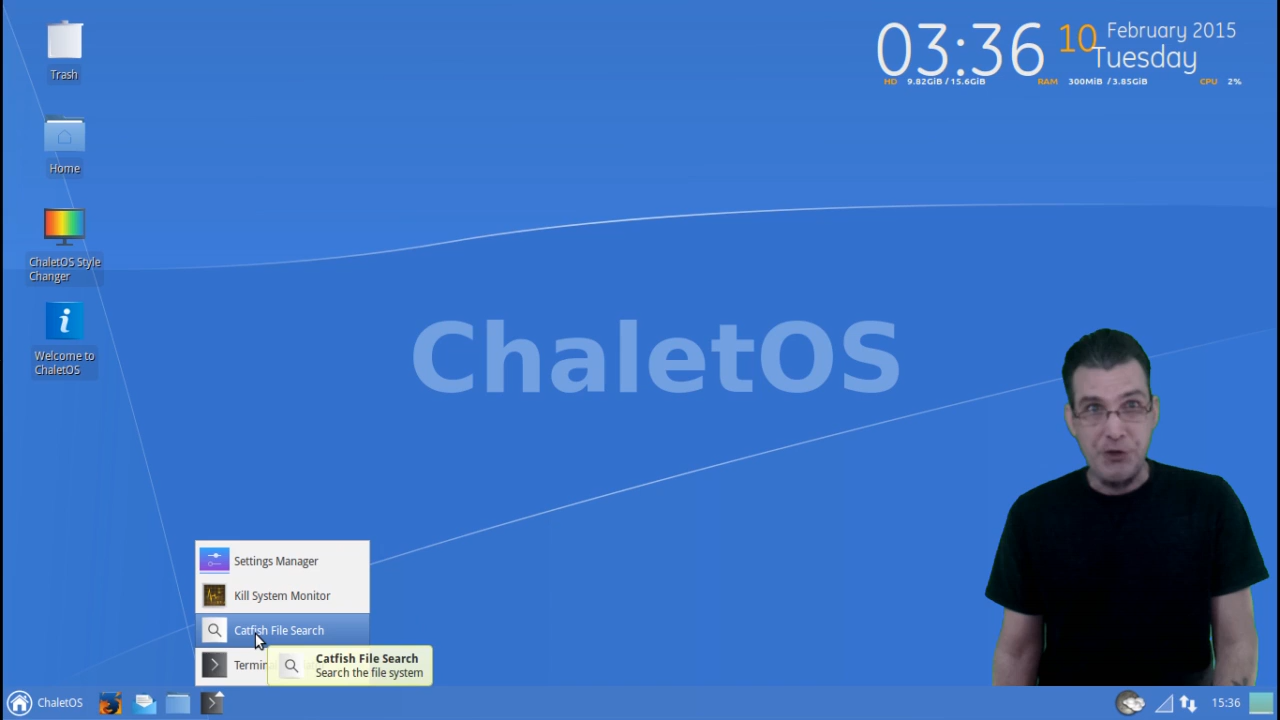 Trash
Home
ChaletOS Style
Changer
Welcome to
ChaletOS
03:36
10
February 2015
Tuesday
HD 9.82GiB / 15.6GiB
RAM 300MiB / 3.85GiB
CPU 2%
ChaletOS
Settings Manager
Kill System Monitor
Catfish File Search
Catfish File Search
Search the file system
ChaletOS
15:36